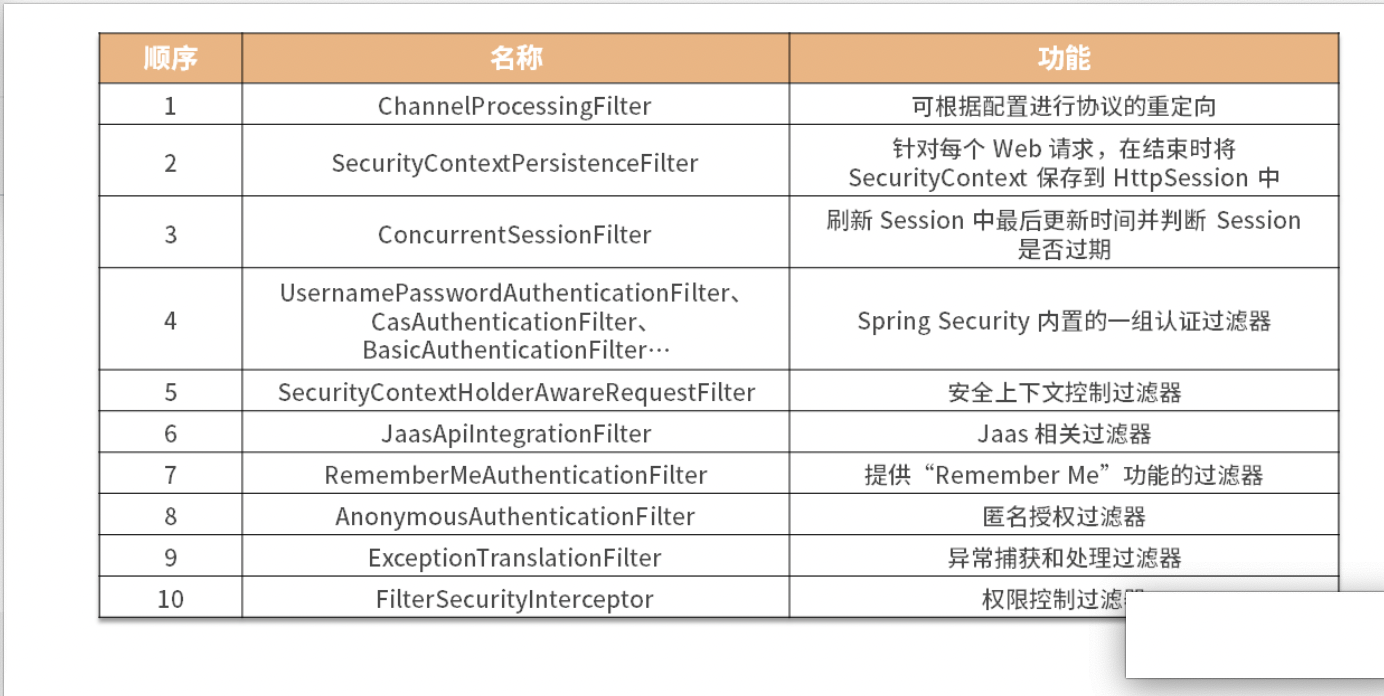 顺序 名称 功能
1 ChannelProcessingFilter 可根据配置进行协议的重定向
2 SecurityContextPersistenceFilter 针对每个 Web 请求，在结束时将
SecurityContext 保存到 HttpSession 中
3 ConcurrentSessionFilter 刷新 Session 中最后更新时间并判断 Session
是否过期
4 UsernamePasswordAuthenticationFilter、
CasAuthenticationFilter、
BasicAuthenticationFilter… Spring Security 内置的一组认证过滤器
5 SecurityContextHolderAwareRequestFilter 安全上下文控制过滤器
6 JaasApiIntegrationFilter Jaas 相关过滤器
7 RememberMeAuthenticationFilter 提供“Remember Me”功能的过滤器
8 AnonymousAuthenticationFilter 匿名授权过滤器
9 ExceptionTranslationFilter 异常捕获和处理过滤器
10 FilterSecurityInterceptor 权限控制过滤